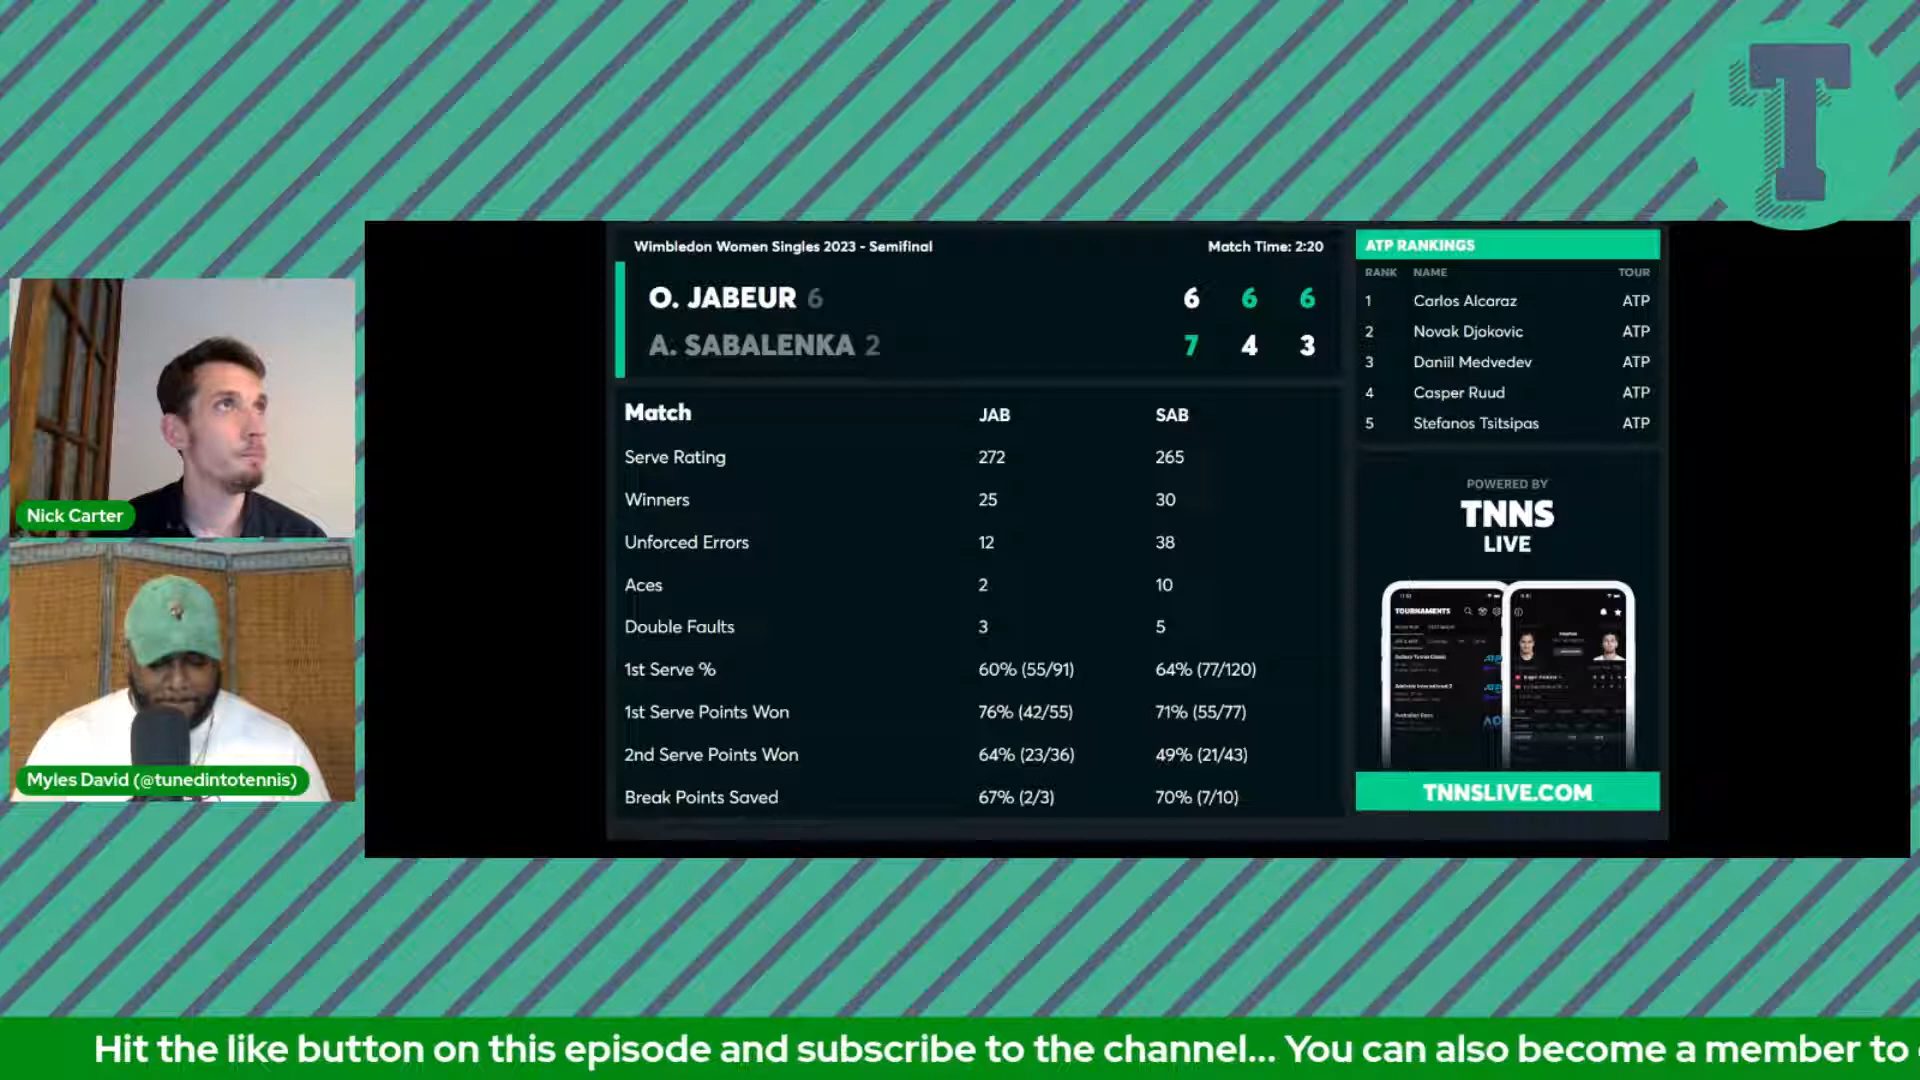 T
Wimbledon Women Singles 2023 - Semifinal Match Time: 2:20
O. JABEUR 6 6 6 6
A. SABALENKA 2 7 4 3
Match JAB SAB
Serve Rating 272 265
Winners 25 30
Unforced Errors 12 38
Aces 2 10
Double Faults 3 5
1st Serve % 60% (55/91) 64% (77/120)
1st Serve Points Won 76% (42/55) 71% (55/77)
2nd Serve Points Won 64% (23/36) 49% (21/43)
Break Points Saved 67% (2/3) 70% (7/10)
ATP RANKINGS
RANK NAME TOUR
1 Carlos Alcaraz ATP
2 Novak Djokovic ATP
3 Daniil Medvedev ATP
4 Casper Ruud ATP
5 Stefanos Tsitsipas ATP
POWERED BY
TNNS
LIVE
TOURNAMENTS
TNNSLIVE.COM
Nick Carter
Myles David (@tunedintotennis)
Hit the like button on this episode and subscribe to the channel... You can also become a member to